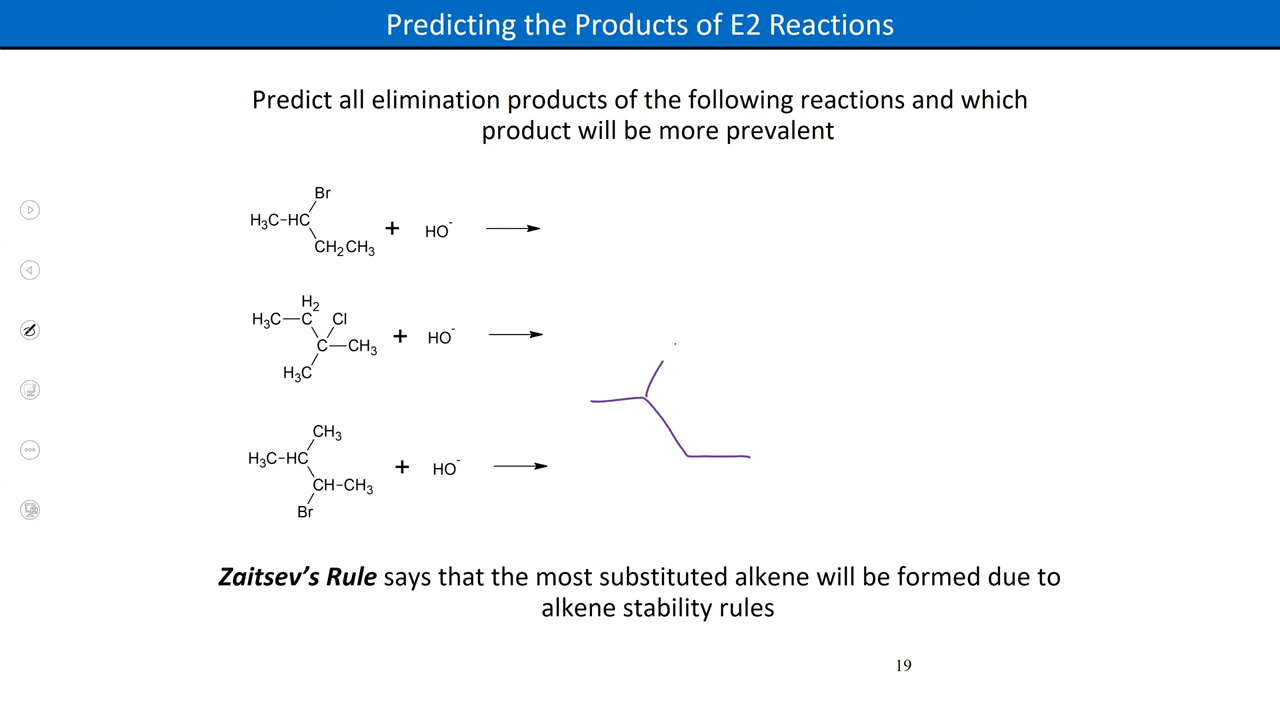 Predicting the Products of E2 Reactions
Predict all elimination products of the following reactions and which
product will be more prevalent
Br
H₃C-HC
CH₂CH₃
+ HO⁻
H₂
H₃C—C Cl
C—CH₃
H₃C
+ HO⁻
CH₃
H₃C-HC
CH-CH₃
Br
+ HO⁻
Zaitsev's Rule says that the most substituted alkene will be formed due to
alkene stability rules
19